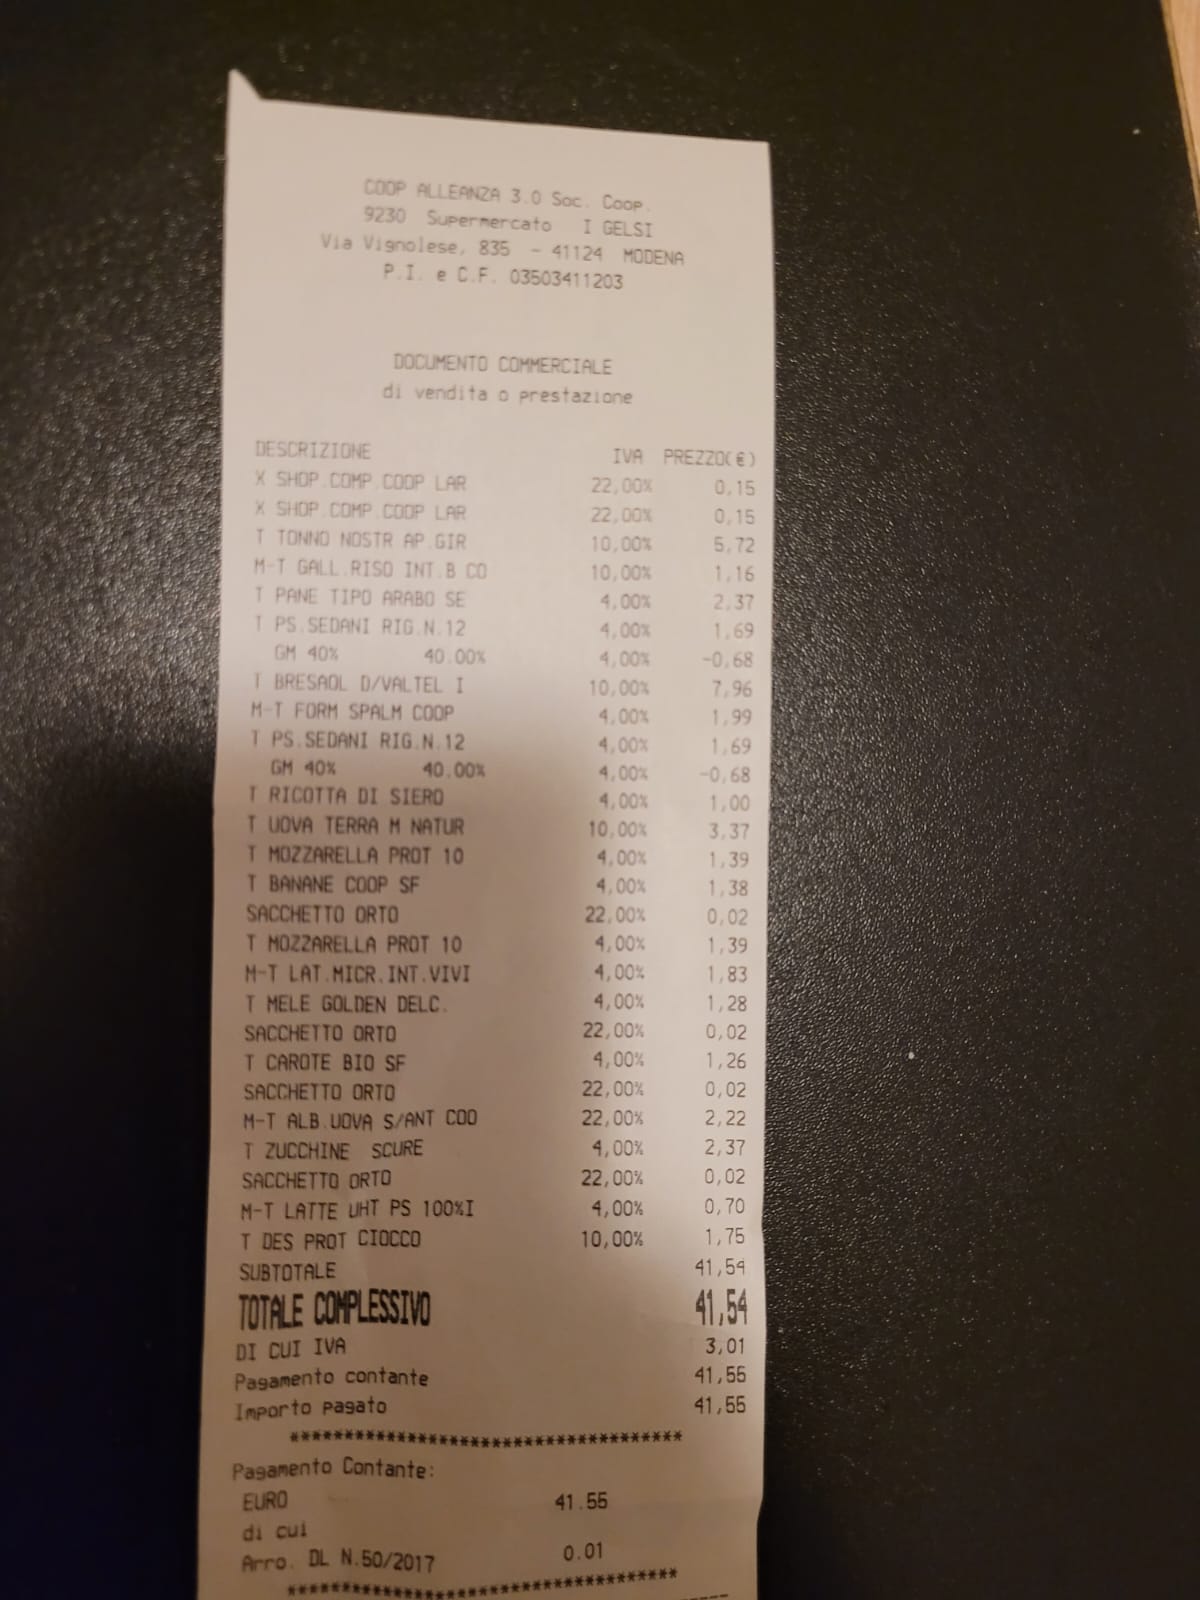 COOP ALLEANZA 3.0 Soc. Coop.
9230 Supermercato I GELSI
Via Vignolese, 835 - 41124 MODENA
P.I. e C.F. 03503411203
DOCUMENTO COMMERCIALE
di vendita o prestazione
DESCRIZIONE IVA PREZZO(€)
X SHOP.COMP.COOP LAR 22,00% 0,15
X SHOP.COMP.COOP LAR 22,00% 0,15
T TONNO NOSTR AP.GIR 10,00% 5,72
M-T GALL.RISO INT.B CO 10,00% 1,16
T PANE TIPO ARABO SE 4,00% 2,37
T PS.SEDANI RIG.N.12 4,00% 1,69
GM 40% 40.00% 4,00% -0,68
T BRESAOL D/VALTEL I 10,00% 7,96
M-T FORM SPALM COOP 4,00% 1,99
T PS.SEDANI RIG.N.12 4,00% 1,69
GM 40% 40.00% 4,00% -0,68
T RICOTTA DI SIERO 4,00% 1,00
T UOVA TERRA M NATUR 10,00% 3,37
T MOZZARELLA PROT 10 4,00% 1,39
T BANANE COOP SF 4,00% 1,38
SACCHETTO ORTO 22,00% 0,02
T MOZZARELLA PROT 10 4,00% 1,39
M-T LAT.MICR.INT.VIVI 4,00% 1,83
T MELE GOLDEN DELC. 4,00% 1,28
SACCHETTO ORTO 22,00% 0,02
T CAROTE BIO SF 4,00% 1,26
SACCHETTO ORTO 22,00% 0,02
M-T ALB.UOVA S/ANT COO 22,00% 2,22
T ZUCCHINE SCURE 4,00% 2,37
SACCHETTO ORTO 22,00% 0,02
M-T LATTE UHT PS 100%I 4,00% 0,70
T DES PROT CIOCCO 10,00% 1,75
SUBTOTALE 41,54
TOTALE COMPLESSIVO 41,54
DI CUI IVA 3,01
Pagamento contante 41,55
Importo pagato 41,55
************************************
Pagamento Contante:
EURO 41.55
di cui
Arro. DL N.50/2017 0.01
************************************